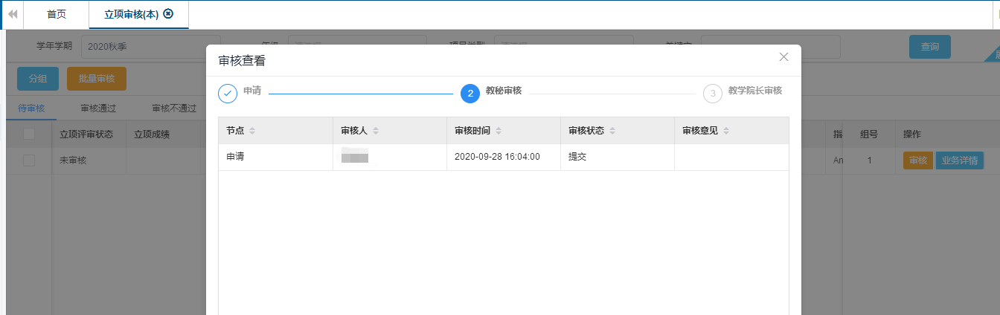 首页 立项审核(本)
学年学期 2020秋季 查询
审核查看
分组 批量审核
申请 2 教秘审核 3 教学院长审核
待审核 审核通过 审核不通过
立项评审状态 立项成绩 节点 审核人 审核时间 审核状态 审核意见 指 组号 操作
未审核 申请 2020-09-28 16:04:00 提交 An 1 审核 业务详情